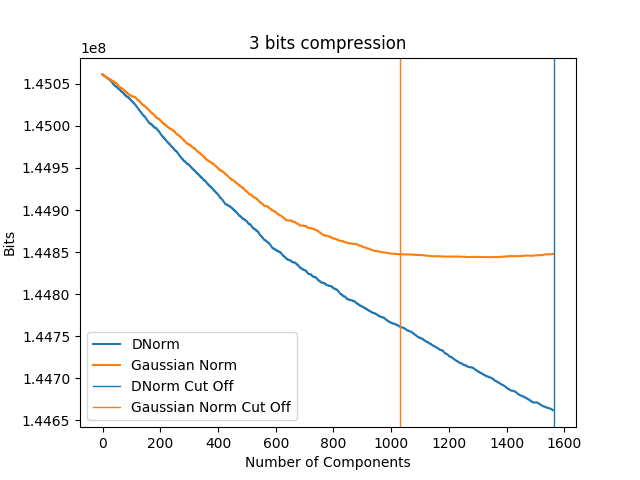 3 bits compression
1e8
1.4505
1.4500
1.4495
1.4490
1.4485
1.4480
1.4475
1.4470
1.4465
Bits
DNorm
Gaussian Norm
DNorm Cut Off
Gaussian Norm Cut Off
0 200 400 600 800 1000 1200 1400 1600
Number of Components